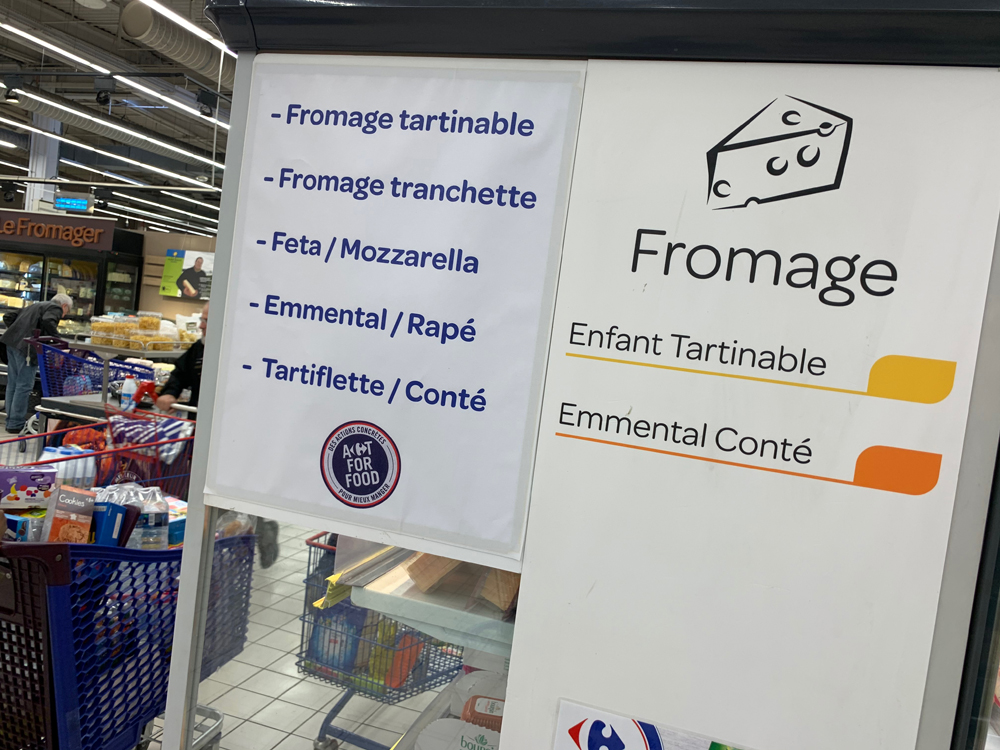 - Fromage tartinable
- Fromage tranchette
- Feta / Mozzarella
- Emmental / Rapé
- Tartiflette / Conté
DES ACTIONS CONCRÈTES
ACT
FOR
FOOD
POUR MIEUX MANGER
Fromage
Enfant Tartinable
Emmental Conté
Le Fromager
Cookies